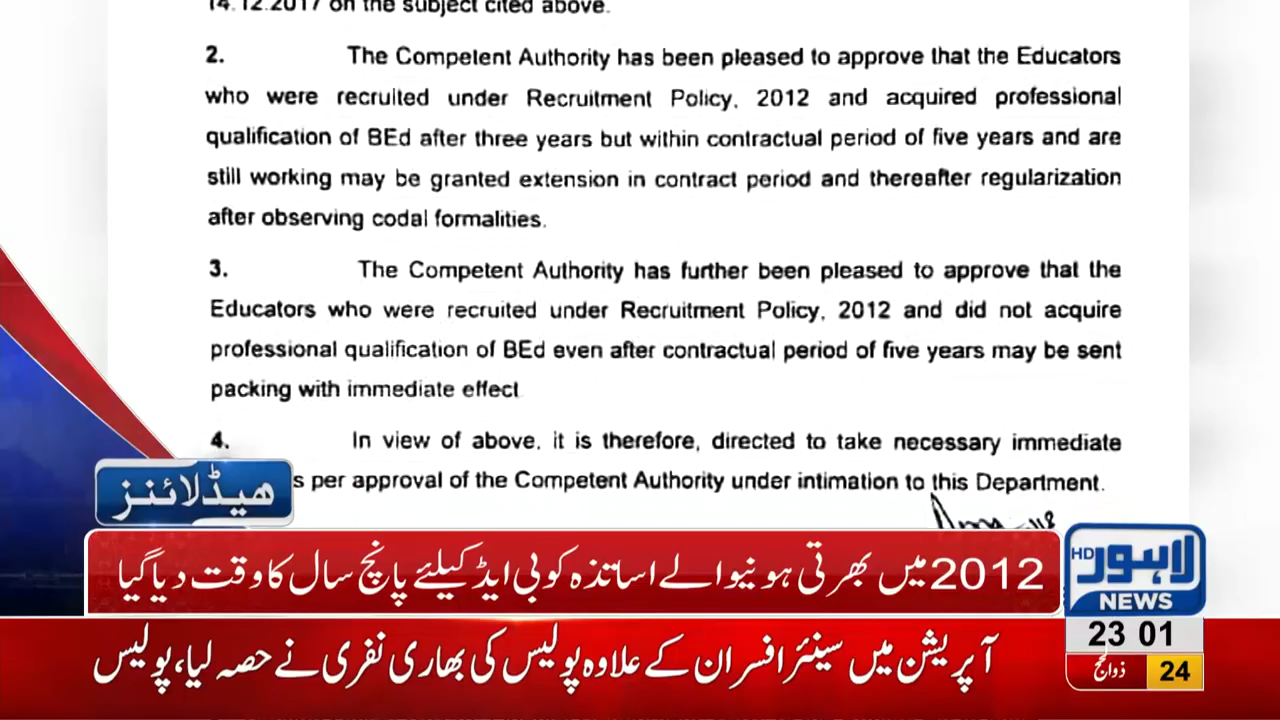 14.12.2017 on the subject cited above.
2. The Competent Authority has been pleased to approve that the Educators
who were recruited under Recruitment Policy, 2012 and acquired professional
qualification of BEd after three years but within contractual period of five years and are
still working may be granted extension in contract period and thereafter regularization
after observing codal formalities.
3. The Competent Authority has further been pleased to approve that the
Educators who were recruited under Recruitment Policy, 2012 and did not acquire
professional qualification of BEd even after contractual period of five years may be sent
packing with immediate effect
4. In view of above, it is therefore, directed to take necessary immediate
s per approval of the Competent Authority under intimation to this Department.
ہیڈلائنز
2012 میں بھرتی ہونیوالے اساتذہ کو بی ایڈ کیلئے پانچ سال کا وقت دیا گیا
لاہور HD
NEWS
23 01
آپریشن میں سینئر افسران کے علاوہ پولیس کی بھاری نفری نے حصہ لیا، پولیس
24 ذوالحج